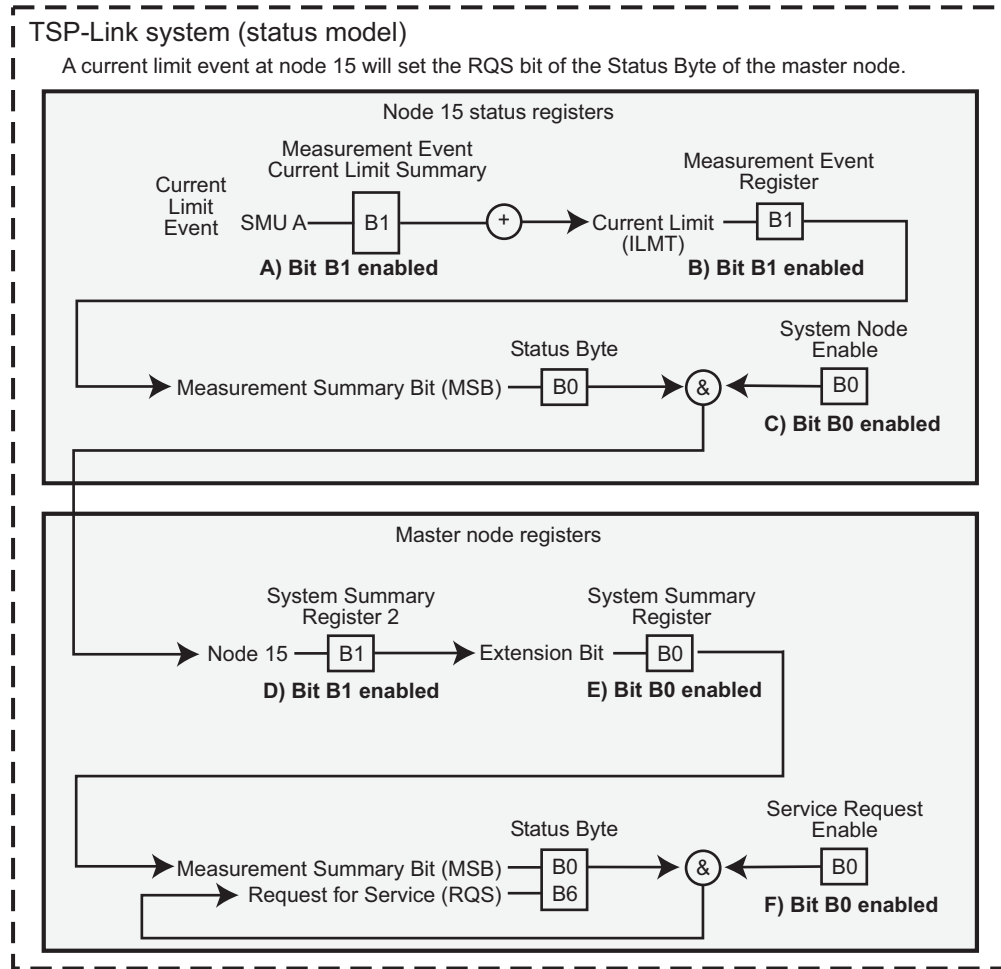 TSP-Link system (status model)
A current limit event at node 15 will set the RQS bit of the Status Byte of the master node.
Node 15 status registers
Measurement Event
Current Limit Summary
Current
Limit
Event
SMU A
B1
+
Current Limit
(ILMT)
Measurement Event
Register
B1
A) Bit B1 enabled
B) Bit B1 enabled
Status Byte
System Node
Enable
Measurement Summary Bit (MSB)
B0
&
B0
C) Bit B0 enabled
Master node registers
System Summary
Register 2
System Summary
Register
Node 15
B1
Extension Bit
B0
D) Bit B1 enabled
E) Bit B0 enabled
Status Byte
Service Request
Enable
Measurement Summary Bit (MSB)
B0
&
B0
Request for Service (RQS)
B6
F) Bit B0 enabled